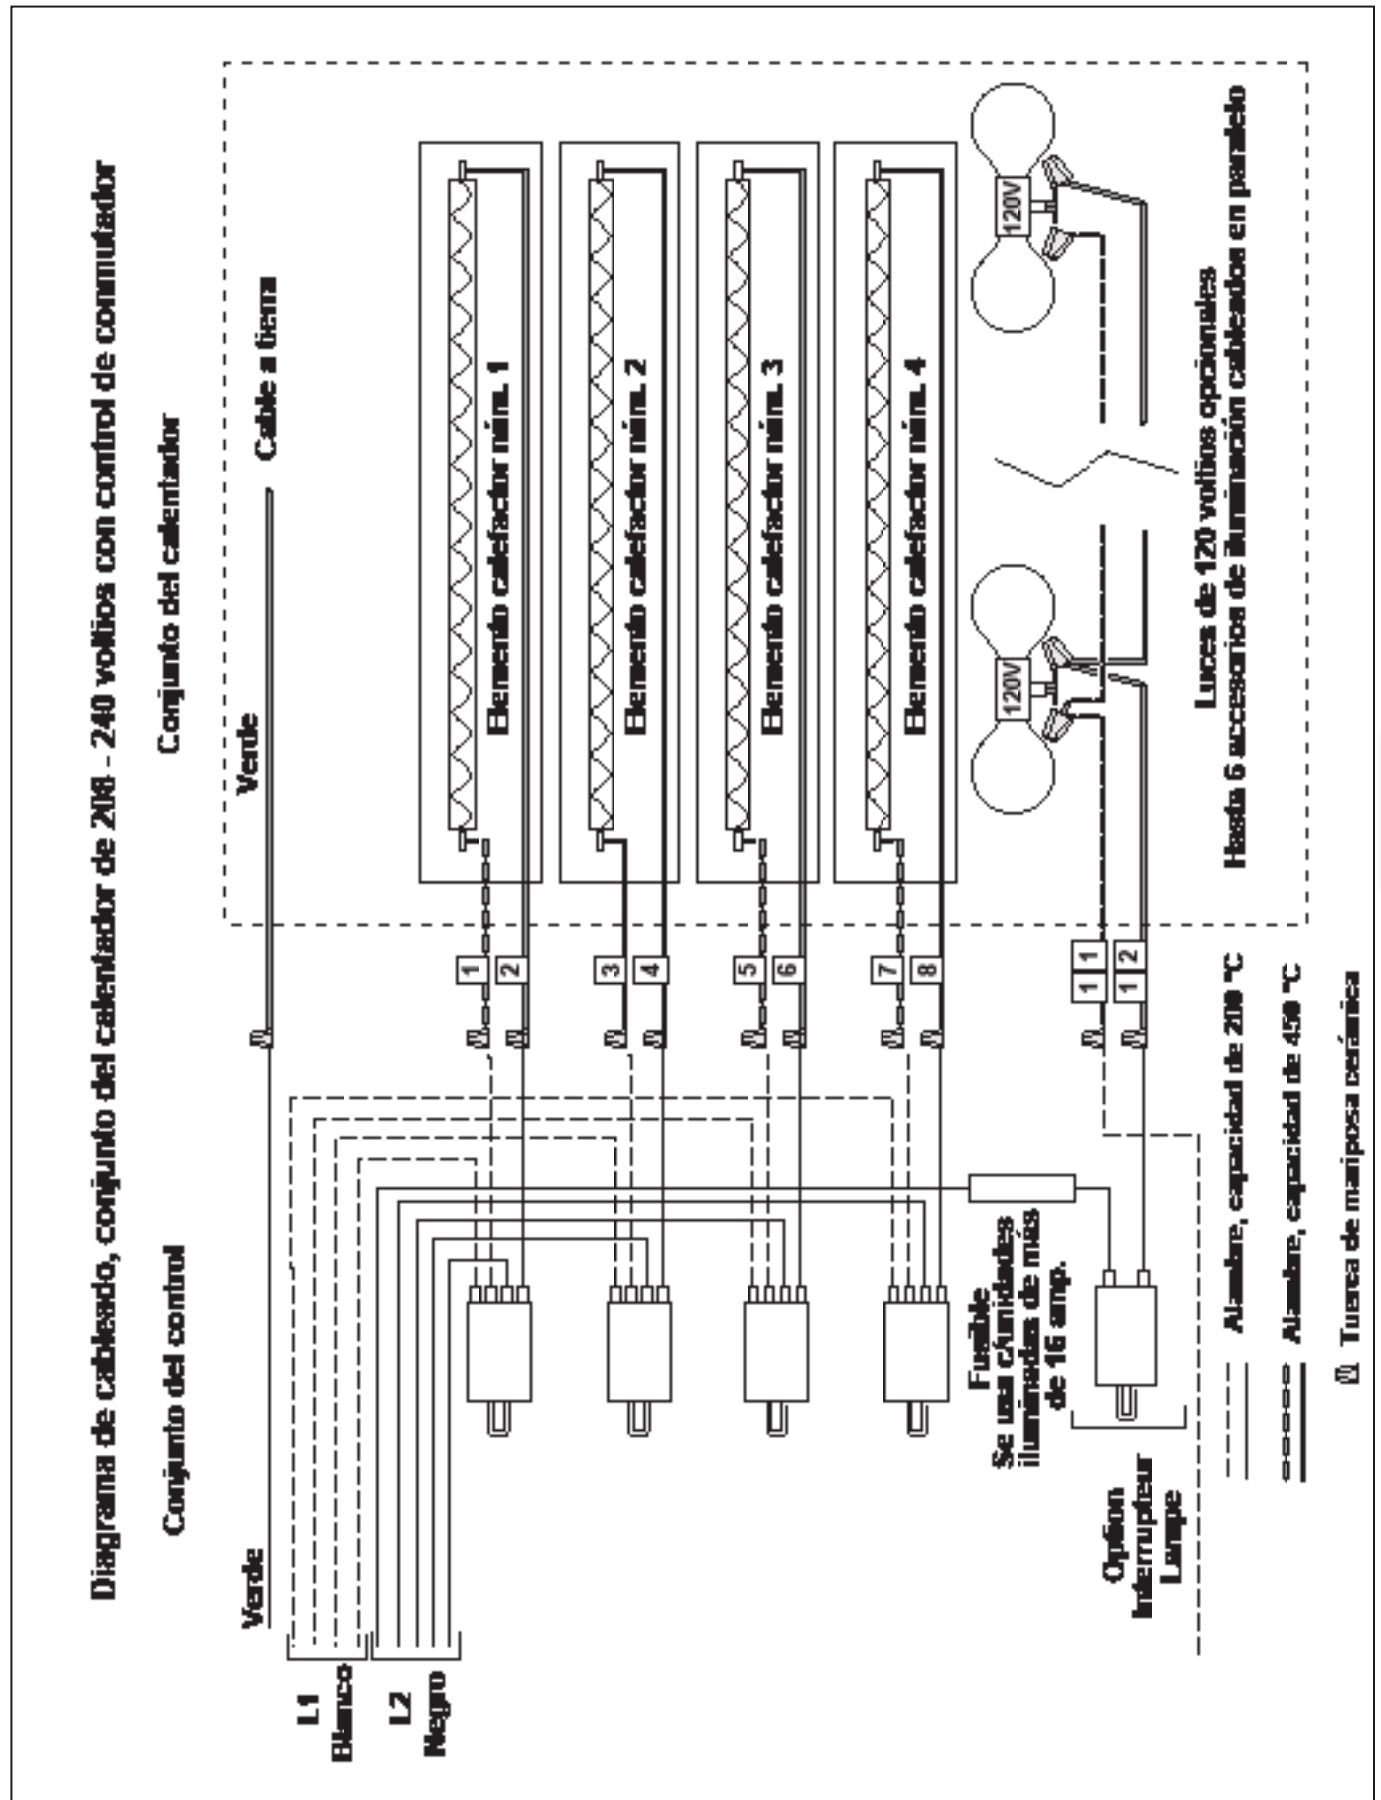 Diagrama de cableado, conjunto del calentador de 208 - 240 voltios con control de conmutador
Conjunto del control
Conjunto del calentador
Verde
Verde
Cable a tierra
L1
Blanco
L2
Negro
1
2
Elemento calefactor núm. 1
3
4
Elemento calefactor núm. 2
5
6
Elemento calefactor núm. 3
7
8
Elemento calefactor núm. 4
Fusible
Se usa c/unidades
iluminadas de más
de 16 amp.
120V
120V
1 1
1 2
Option
Interrupteur
Lampe
Luces de 120 voltios opcionales
Hasta 6 accesorios de iluminación cableados en paralelo
Alambre, capacidad de 200 °C
Alambre, capacidad de 450 °C
Tuerca de mariposa cerámica